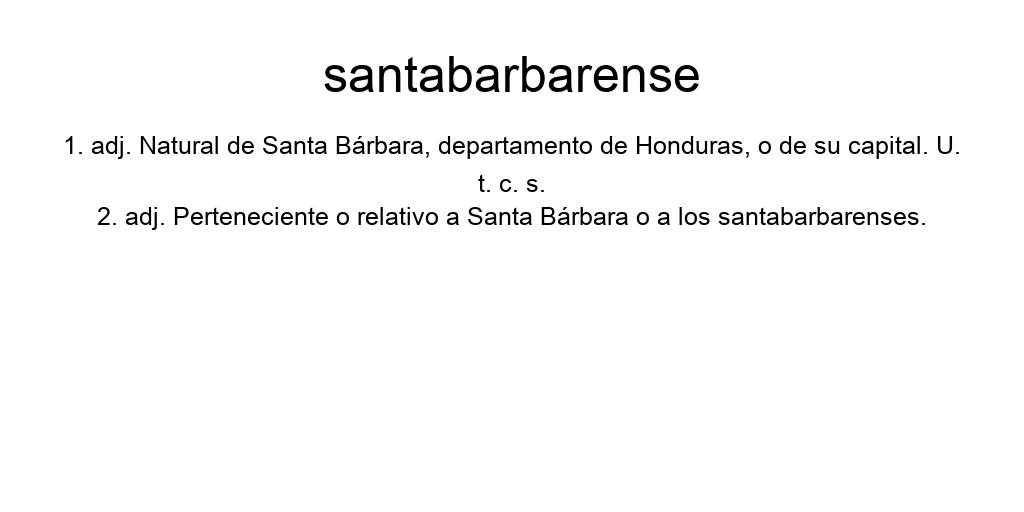 santabarbarense
1. adj. Natural de Santa Bárbara, departamento de Honduras, o de su capital. U.
t. c. s.
2. adj. Perteneciente o relativo a Santa Bárbara o a los santabarbarenses.